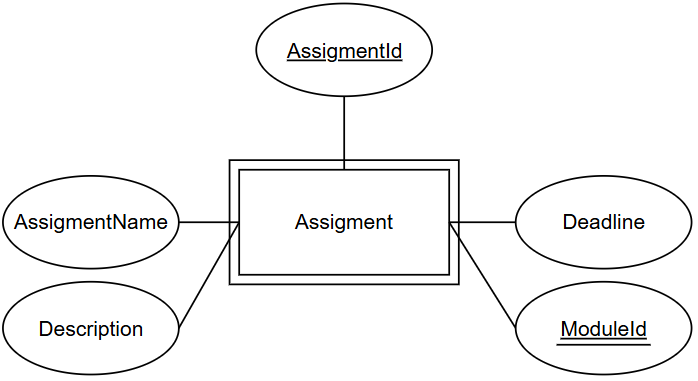 AssigmentId
AssigmentName
Assigment
Deadline
Description
ModuleId